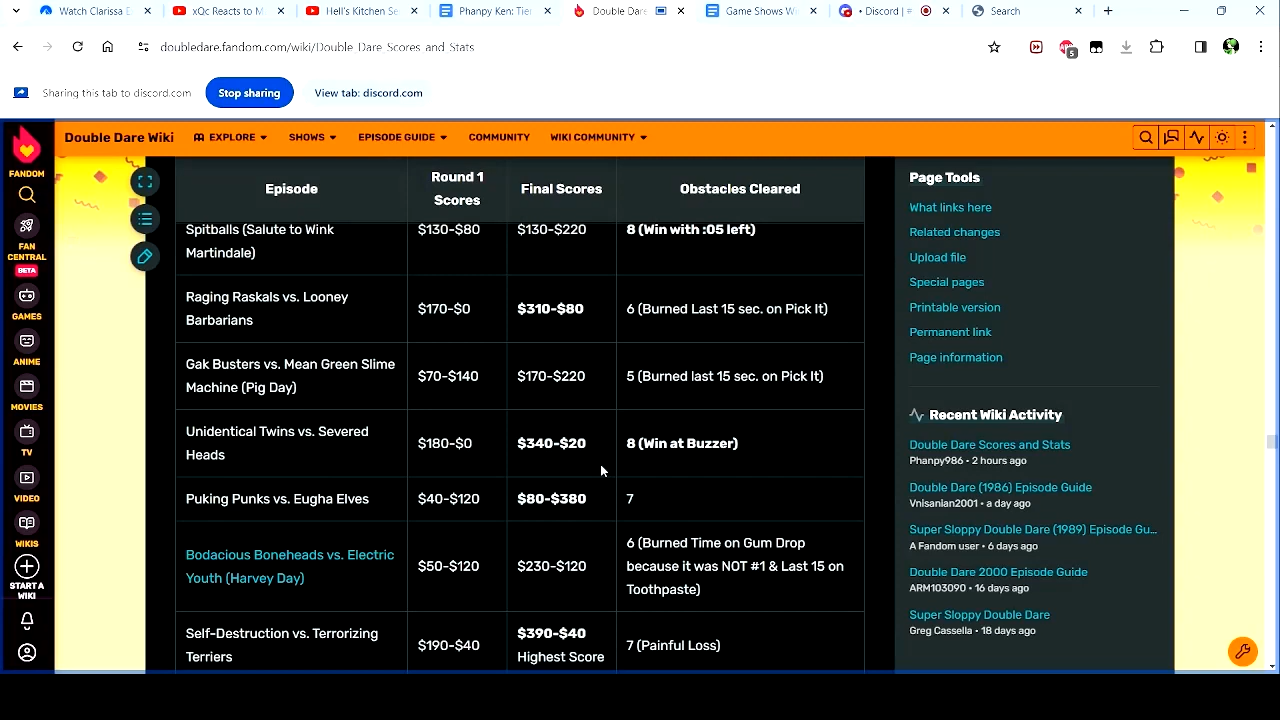 Watch Clarissa E
xQc Reacts to M
Hell's Kitchen Se
Phanpy Ken: Tier
Double Dare
Game Shows W
• Discord | #
Search
doubledare.fandom.com/wiki/Double_Dare_Scores_and_Stats
5
Sharing this tab to discord.com
Stop sharing
View tab: discord.com
Double Dare Wiki
EXPLORE
SHOWS
EPISODE GUIDE
COMMUNITY
WIKI COMMUNITY
FANDOM
FAN CENTRAL
BETA
GAMES
ANIME
MOVIES
TV
VIDEO
WIKIS
START A WIKI
Episode
Round 1 Scores
Final Scores
Obstacles Cleared
Spitballs (Salute to Wink
Martindale)
$130-$80
$130-$220
8 (Win with :05 left)
Raging Raskals vs. Looney
Barbarians
$170-$0
$310-$80
6 (Burned Last 15 sec. on Pick It)
Gak Busters vs. Mean Green Slime
Machine (Pig Day)
$70-$140
$170-$220
5 (Burned last 15 sec. on Pick It)
Unidentical Twins vs. Severed
Heads
$180-$0
$340-$20
8 (Win at Buzzer)
Puking Punks vs. Eugha Elves
$40-$120
$80-$380
7
Bodacious Boneheads vs. Electric
Youth (Harvey Day)
$50-$120
$230-$120
6 (Burned Time on Gum Drop
because it was NOT #1 & Last 15 on
Toothpaste)
Self-Destruction vs. Terrorizing
Terriers
$190-$40
$390-$40
Highest Score
7 (Painful Loss)
Page Tools
What links here
Related changes
Upload file
Special pages
Printable version
Permanent link
Page information
Recent Wiki Activity
Double Dare Scores and Stats
Phanpy986 • 2 hours ago
Double Dare (1986) Episode Guide
Vnisanian2001 • a day ago
Super Sloppy Double Dare (1989) Episode Gu...
A Fandom user • 6 days ago
Double Dare 2000 Episode Guide
ARM103090 • 16 days ago
Super Sloppy Double Dare
Greg Cassella • 18 days ago